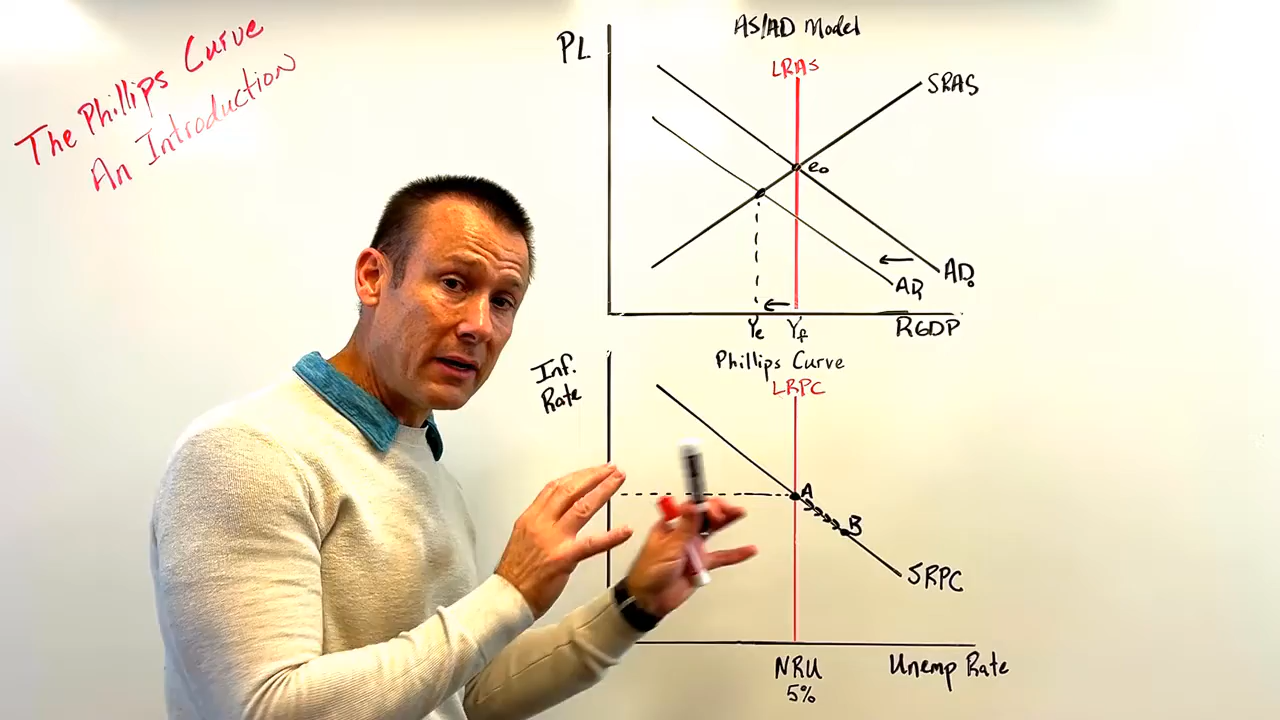 The Phillips Curve
An Introduction
AS/AD Model
PL
LRAS
SRAS
e₀
AD₀
AD₁
Ye
Yf
RGDP
Phillips Curve
Inf.
Rate
LRPC
A
B
SRPC
NRU
5%
Unemp Rate